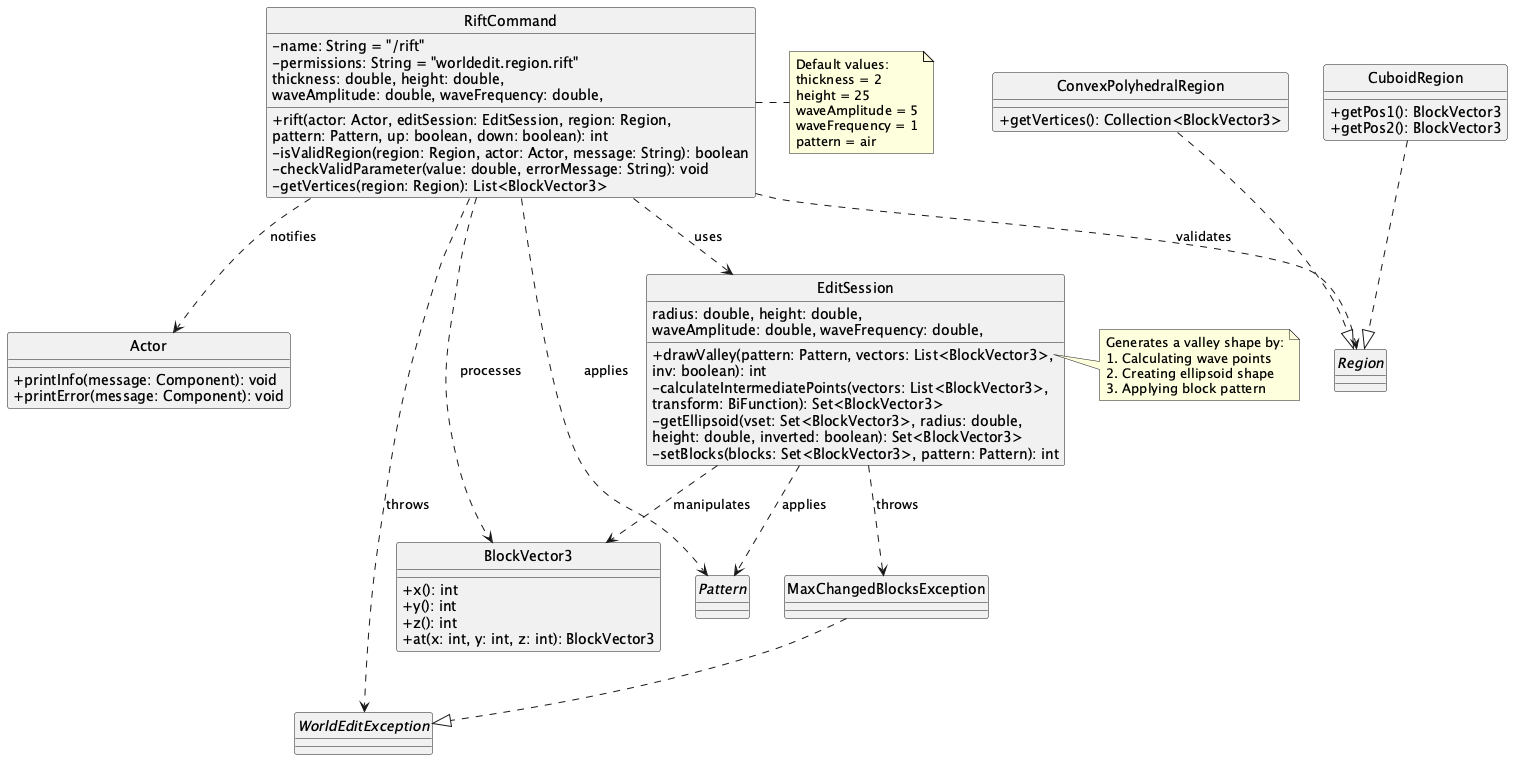 RiftCommand
-name: String = "/rift"
-permissions: String = "worldedit.region.rift"
thickness: double, height: double,
waveAmplitude: double, waveFrequency: double,
+rift(actor: Actor, editSession: EditSession, region: Region,
pattern: Pattern, up: boolean, down: boolean): int
-isValidRegion(region: Region, actor: Actor, message: String): boolean
-checkValidParameter(value: double, errorMessage: String): void
-getVertices(region: Region): List<BlockVector3>
Default values:
thickness = 2
height = 25
waveAmplitude = 5
waveFrequency = 1
pattern = air
ConvexPolyhedralRegion
+getVertices(): Collection<BlockVector3>
CuboidRegion
+getPos1(): BlockVector3
+getPos2(): BlockVector3
notifies
uses
validates
Actor
+printInfo(message: Component): void
+printError(message: Component): void
processes
applies
EditSession
radius: double, height: double,
waveAmplitude: double, waveFrequency: double,
+drawValley(pattern: Pattern, vectors: List<BlockVector3>,
inv: boolean): int
-calculateIntermediatePoints(vectors: List<BlockVector3>,
transform: BiFunction): Set<BlockVector3>
-getEllipsoid(vset: Set<BlockVector3>, radius: double,
height: double, inverted: boolean): Set<BlockVector3>
-setBlocks(blocks: Set<BlockVector3>, pattern: Pattern): int
Generates a valley shape by:
1. Calculating wave points
2. Creating ellipsoid shape
3. Applying block pattern
Region
throws
manipulates
applies
throws
BlockVector3
+x(): int
+y(): int
+z(): int
+at(x: int, y: int, z: int): BlockVector3
Pattern
MaxChangedBlocksException
WorldEditException